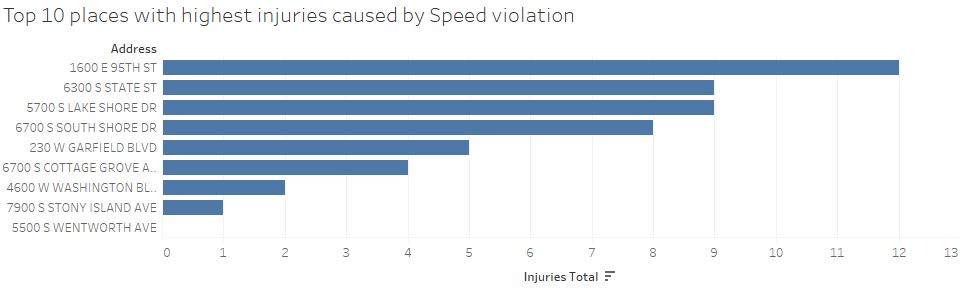 Top 10 places with highest injuries caused by Speed violation
Address
1600 E 95TH ST
6300 S STATE ST
5700 S LAKE SHORE DR
6700 S SOUTH SHORE DR
230 W GARFIELD BLVD
6700 S COTTAGE GROVE A..
4600 W WASHINGTON BL..
7900 S STONY ISLAND AVE
5500 S WENTWORTH AVE
0 1 2 3 4 5 6 7 8 9 10 11 12 13
Injuries Total